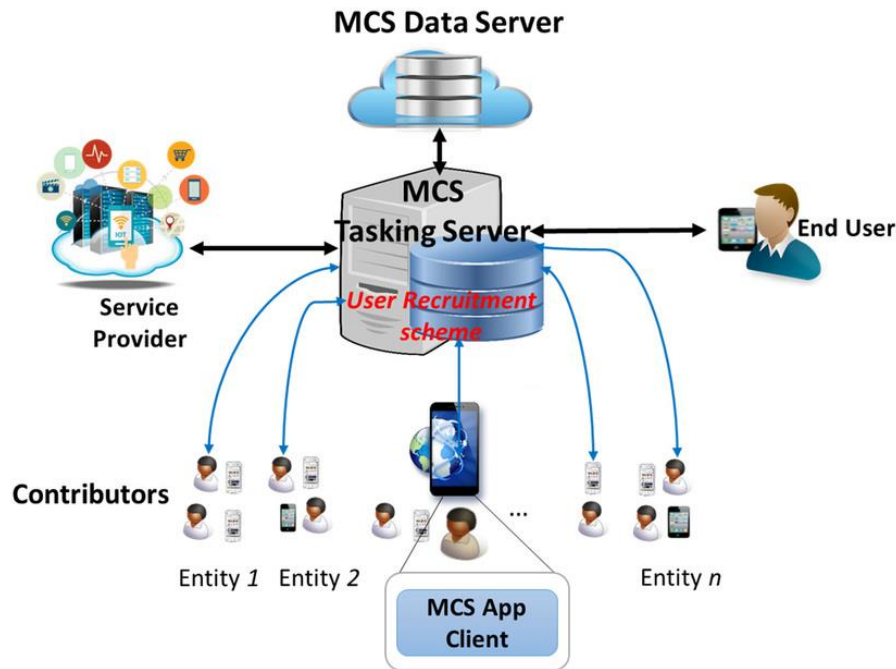 MCS Data Server
MCS
Tasking Server
User Recruitment
scheme
End User
IOT
Service
Provider
Contributors
...
Entity 1
Entity 2
Entity n
MCS App
Client